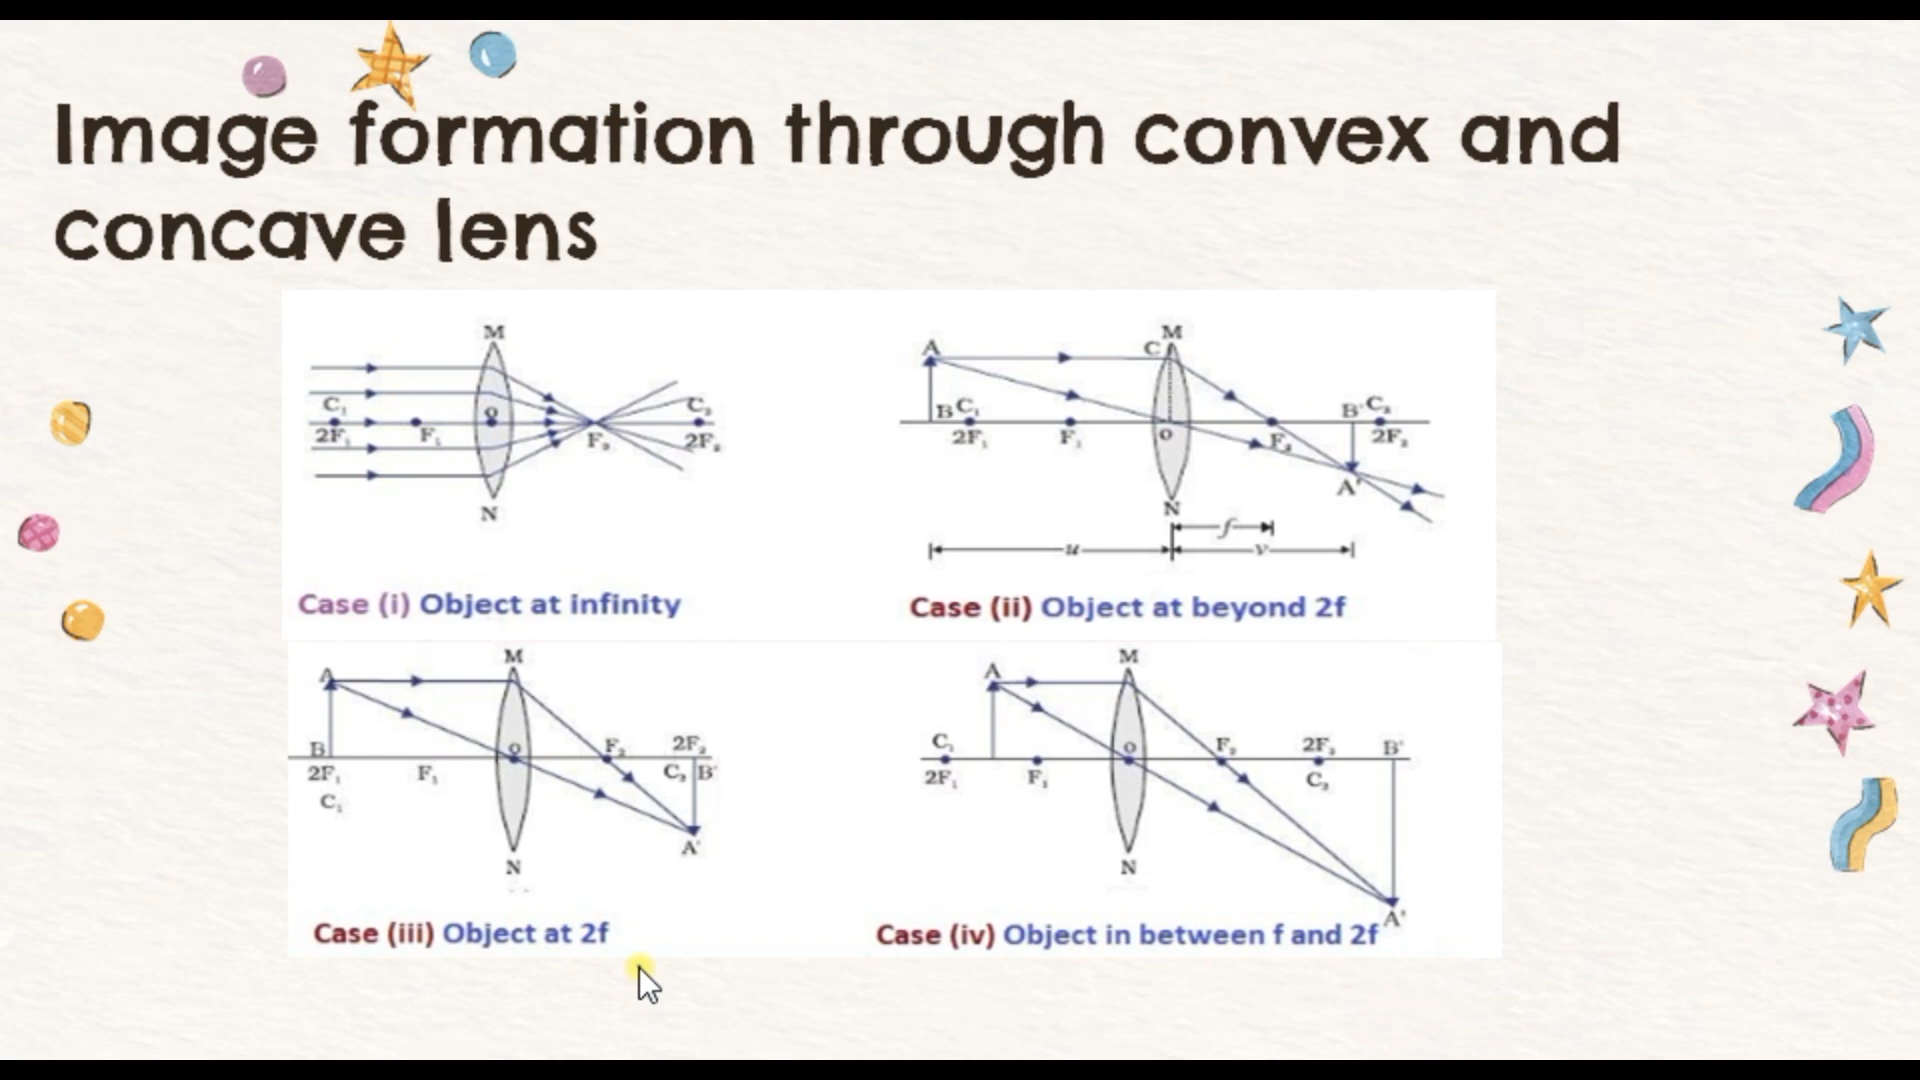 Image formation through convex and
concave lens
M
C₁
2F₁
F₁
O
F₂
C₂
2F₂
N
Case (i) Object at infinity
A
C
M
B C₁
2F₁
F₁
O
F₂
B' C₂
2F₂
A'
N
f
u
v
Case (ii) Object at beyond 2f
A
M
B
2F₁
C₁
F₁
O
F₂
2F₂
C₂ B'
A'
N
Case (iii) Object at 2f
A
M
C₁
2F₁
F₁
O
F₂
2F₂
C₂
B'
N
A'
Case (iv) Object in between f and 2f